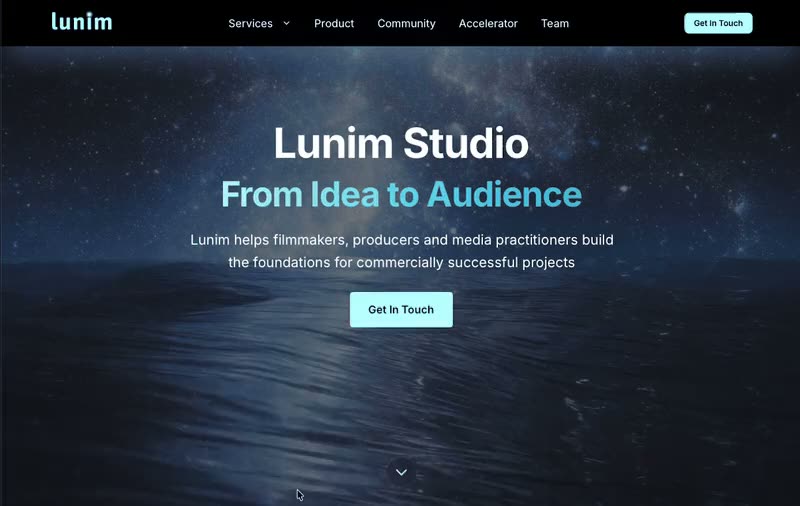 lunim
Services
Product
Community
Accelerator
Team
Get In Touch
Lunim Studio
From Idea to Audience
Lunim helps filmmakers, producers and media practitioners build
the foundations for commercially successful projects
Get In Touch